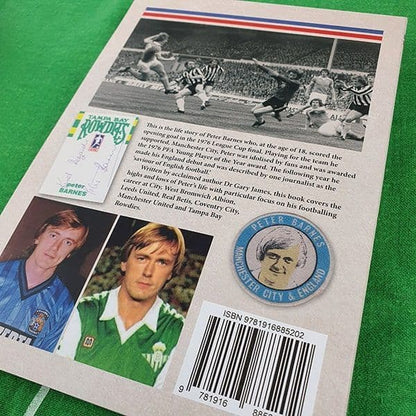 TAMPA BAY
ROWDIES
peter
BARNES
This is the life story of Peter Barnes who, at the age of 18, scored the
opening goal in the 1976 League Cup final. Playing for the team he
supported, Manchester City, Peter was idolised by fans and was awarded
the 1976 PFA Young Player of the Year award. The following year he
made his England debut and was described by one journalist as the
'saviour of English football.'
Written by acclaimed author Dr Gary James, this book covers the
highs and lows of Peter's life with particular focus on his footballing
career at City, West Bromwich Albion,
Leeds United, Real Betis, Coventry City,
Manchester United and Tampa Bay
Rowdies.
PETER BARNES
MANCHESTER CITY & ENGLAND
ISBN 9781916885202
9 781916